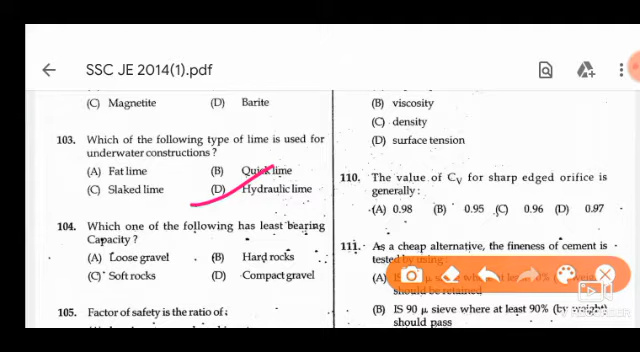 SSC JE 2014(1).pdf
(C) Magnetite (D) Barite
103. Which of the following type of lime is used for
underwater constructions ?
(A) Fat lime (B) Quick lime
(C) Slaked lime (D) Hydraulic lime
104. Which one of the following has least bearing
Capacity ?
(A) Loose gravel (B) Hard rocks
(C) Soft rocks (D) Compact gravel
105. Factor of safety is the ratio of :
(B) viscosity
(C) density
(D) surface tension
110. The value of CV for sharp edged orifice is
generally :
(A) 0.98 (B) 0.95 (C) 0.96 (D) 0.97
111. As a cheap alternative, the fineness of cement is
tested by using :
(A)
should be retained
(B) IS 90 µ sieve where at least 90% (by weight)
should pass